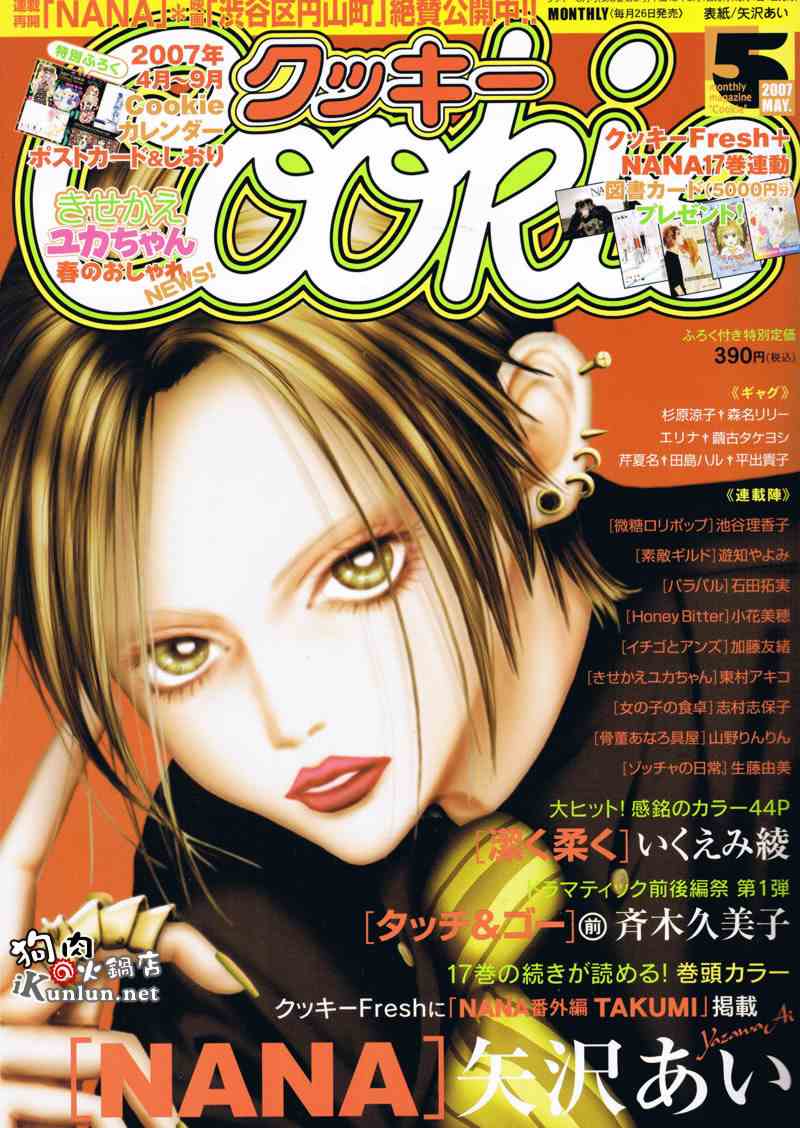 連載再開「NANA」*映画「渋谷区円山町」絶賛公開中!!
MONTHLY〈毎月26日発売〉 表紙/矢沢あい
クッキー
Cookie
5
monthly magazine "Cookie"
2007
MAY.
特別ふろく
2007年
4月〜9月
Cookie
カレンダー
ポストカード&しおり
きせかえ
ユカちゃん
春のおしゃれ
NEWS!
クッキーFresh+
NANA17巻連動
図書カード(5000円分)
プレゼント!
ふろく付き特別定価
390円(税込)
《ギャグ》
杉原涼子†森名リリー
エリナ†繭古タケヨシ
芹夏名†田島ハル†平出貴子
《連載陣》
[微糖ロリポップ]池谷理香子
[素敵ギルド]遊知やよみ
[パラパル]石田拓実
[Honey Bitter]小花美穂
[イチゴとアンズ]加藤友緒
[きせかえユカちゃん]東村アキコ
[女の子の食卓]志村志保子
[骨董あなろ具屋]山野りんりん
[ゾッチャの日常]生藤由美
大ヒット! 感銘のカラー44P
[潔く柔く]いくえみ綾
ドラマティック前後編祭 第1弾
[タッチ&ゴー]前 斉木久美子
17巻の続きが読める! 巻頭カラー
クッキーFreshに「NANA番外編 TAKUMI」掲載
Yazawa Ai
[NANA]矢沢あい
狗肉火鍋店
iKunlun.net